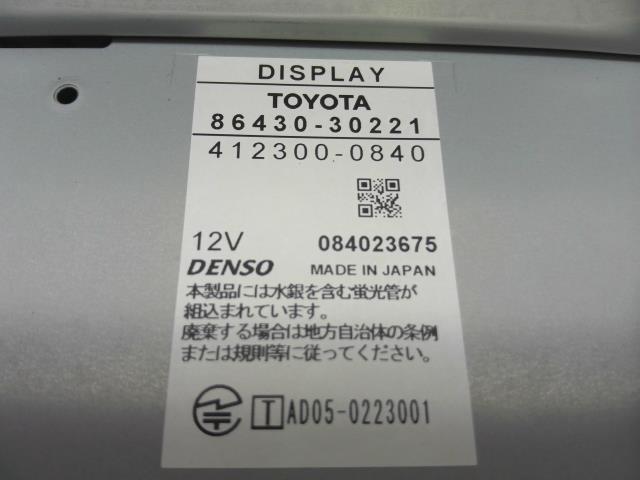 DISPLAY
TOYOTA
86430-30221
412300-0840
12V 084023675
DENSO MADE IN JAPAN
本製品には水銀を含む蛍光管が
組込まれています。
廃棄する場合は地方自治体の条例
または規則等に従ってください。
T AD05-0223001